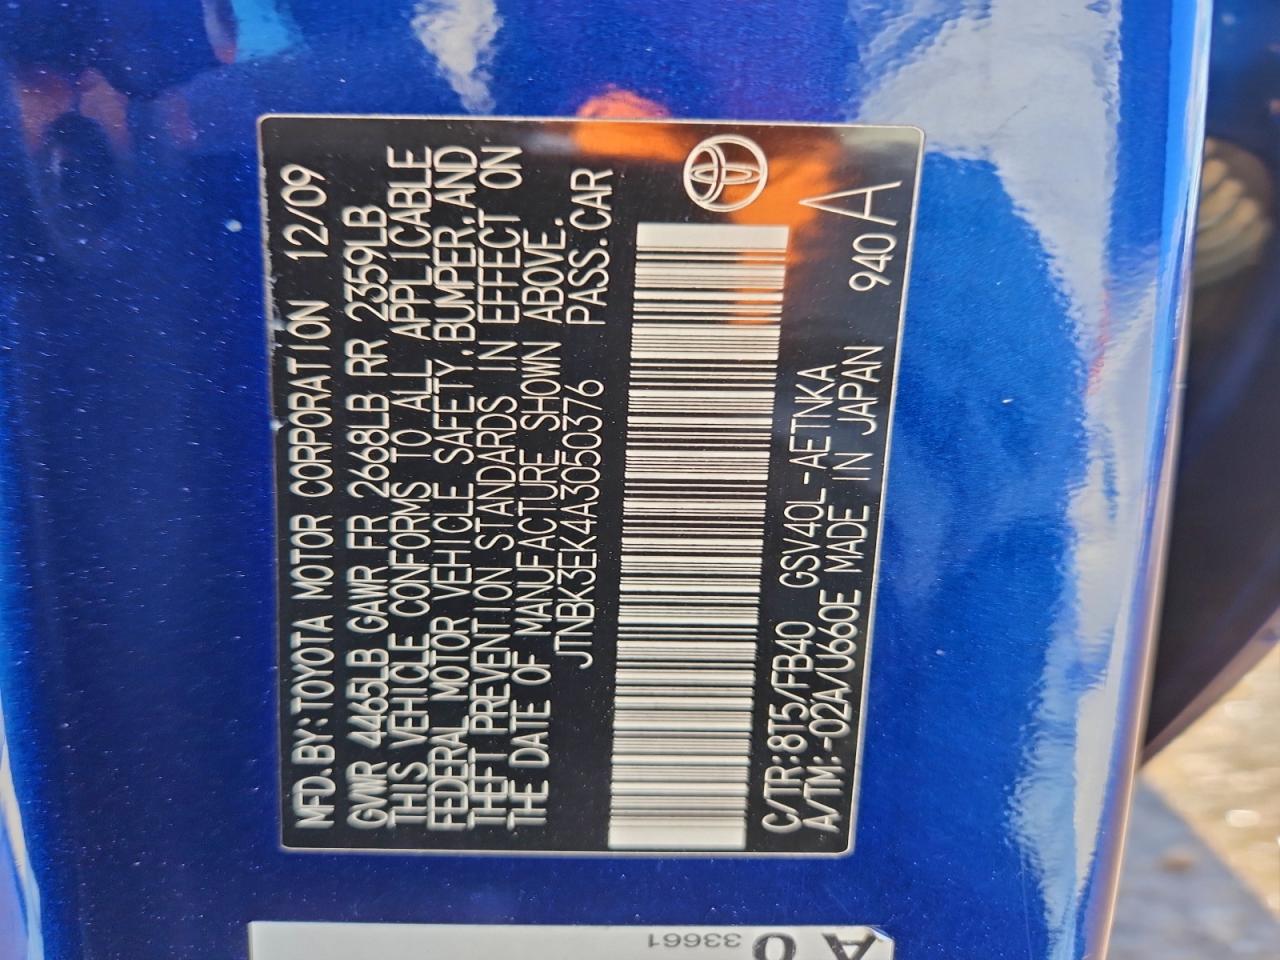 MFD. BY: TOYOTA MOTOR CORPORATION 12/09
GVWR 4465LB GAWR FR 2668LB RR 2359LB
THIS VEHICLE CONFORMS TO ALL APPLICABLE
FEDERAL MOTOR VEHICLE SAFETY, BUMPER, AND
THEFT PREVENTION STANDARDS IN EFFECT ON
THE DATE OF MANUFACTURE SHOWN ABOVE.
JTNBK3EK4A3050376 PASS. CAR
C/TR: 8T5/FB40 GSV40L-AETNKA
A/TM: -02A/U660E MADE IN JAPAN 940 A
33661